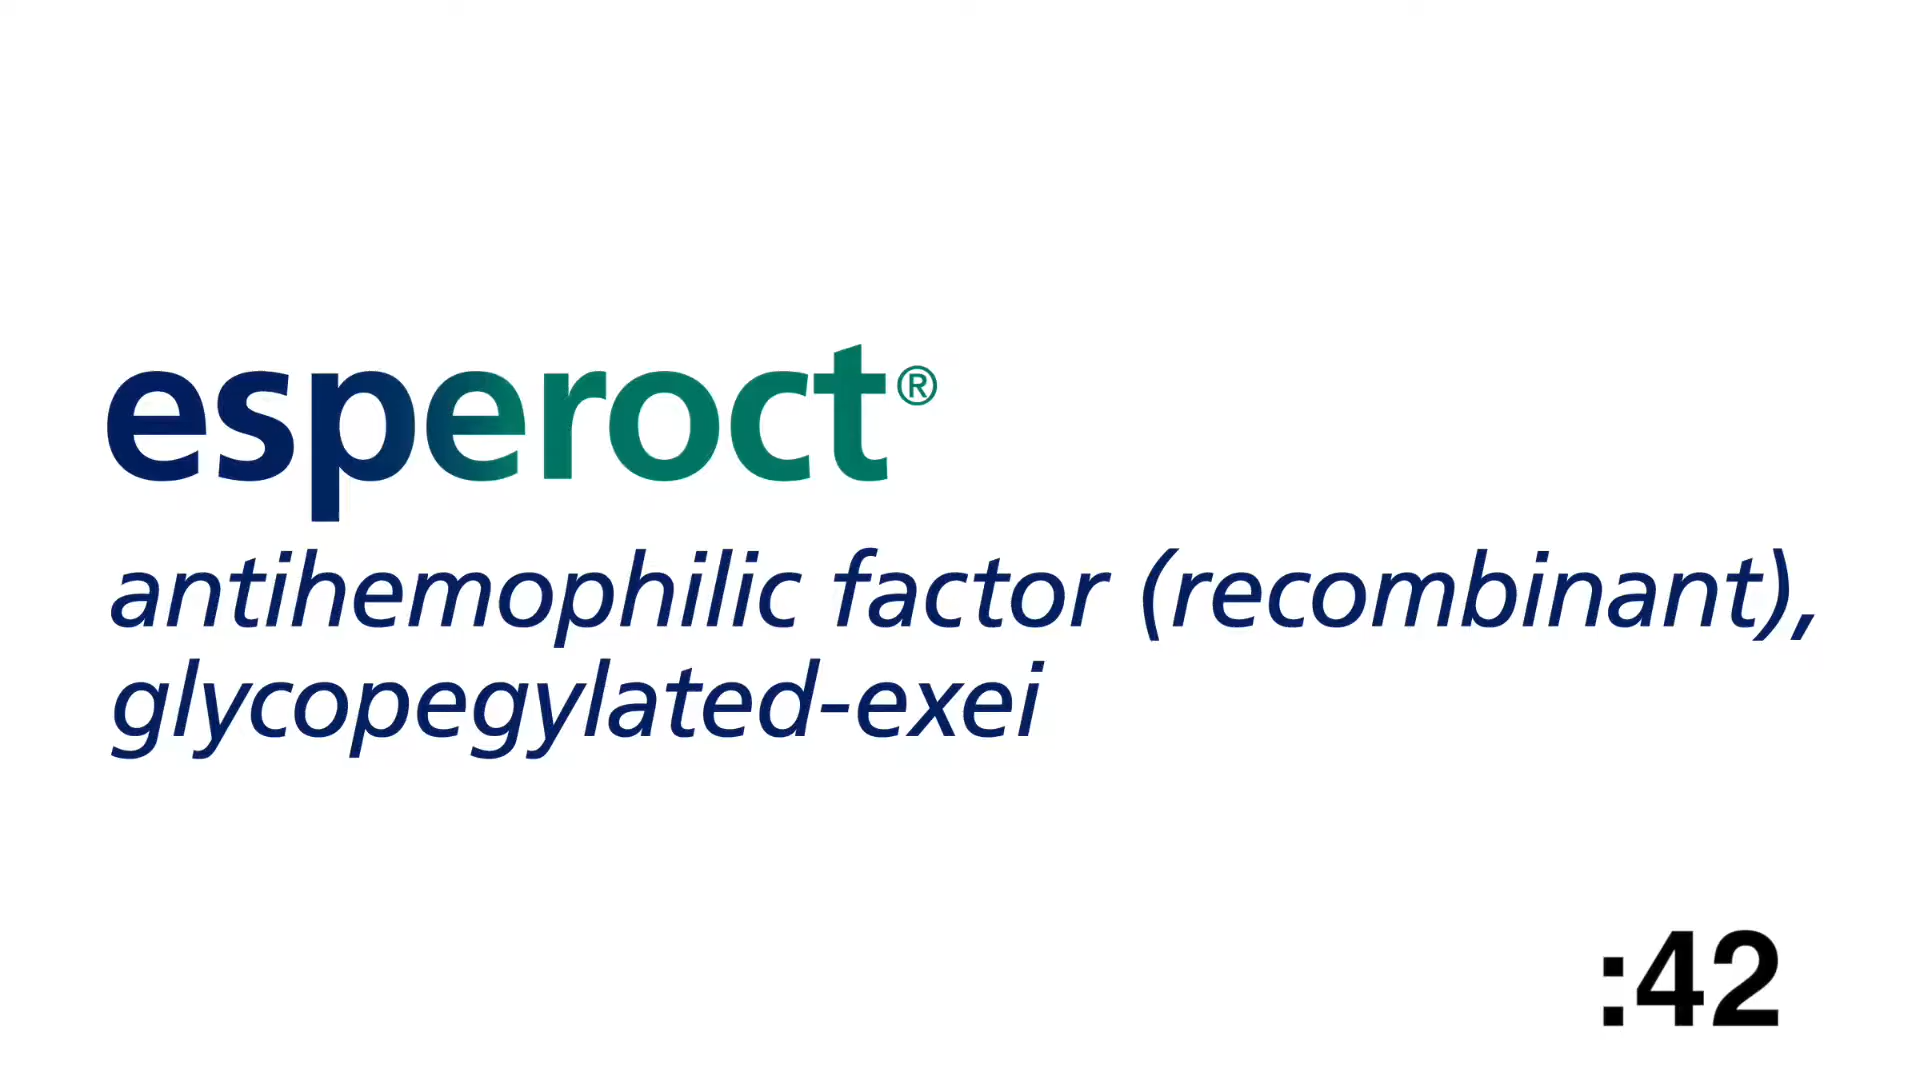 esperoct®
antihemophilic factor (recombinant),
glycopegylated-exei
:42